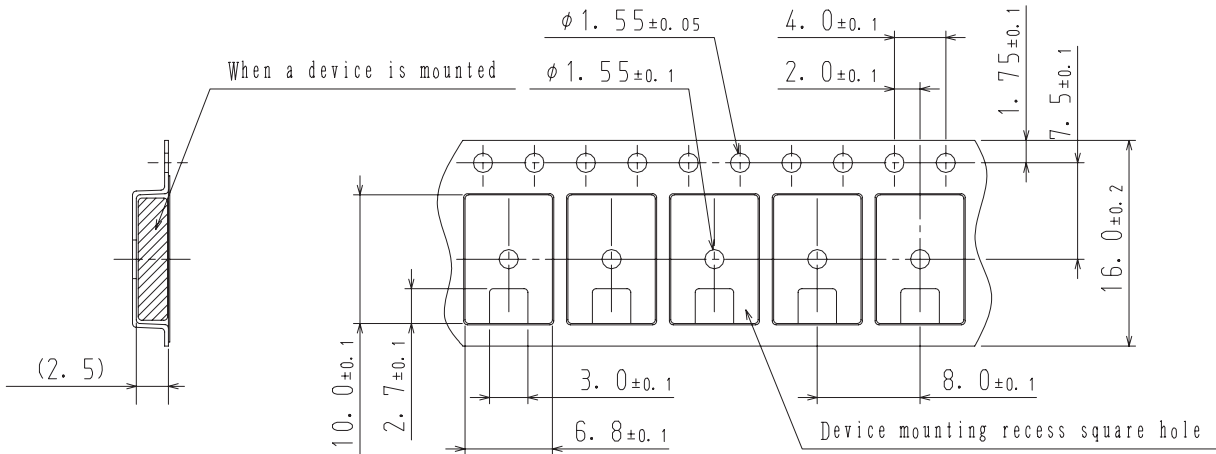 φ1.55±0.05
4.0±0.1
When a device is mounted
φ1.55±0.1
2.0±0.1
1.75±0.1
7.5±0.1
16.0±0.2
(2.5)
10.0±0.1
2.7±0.1
3.0±0.1
8.0±0.1
6.8±0.1
Device mounting recess square hole